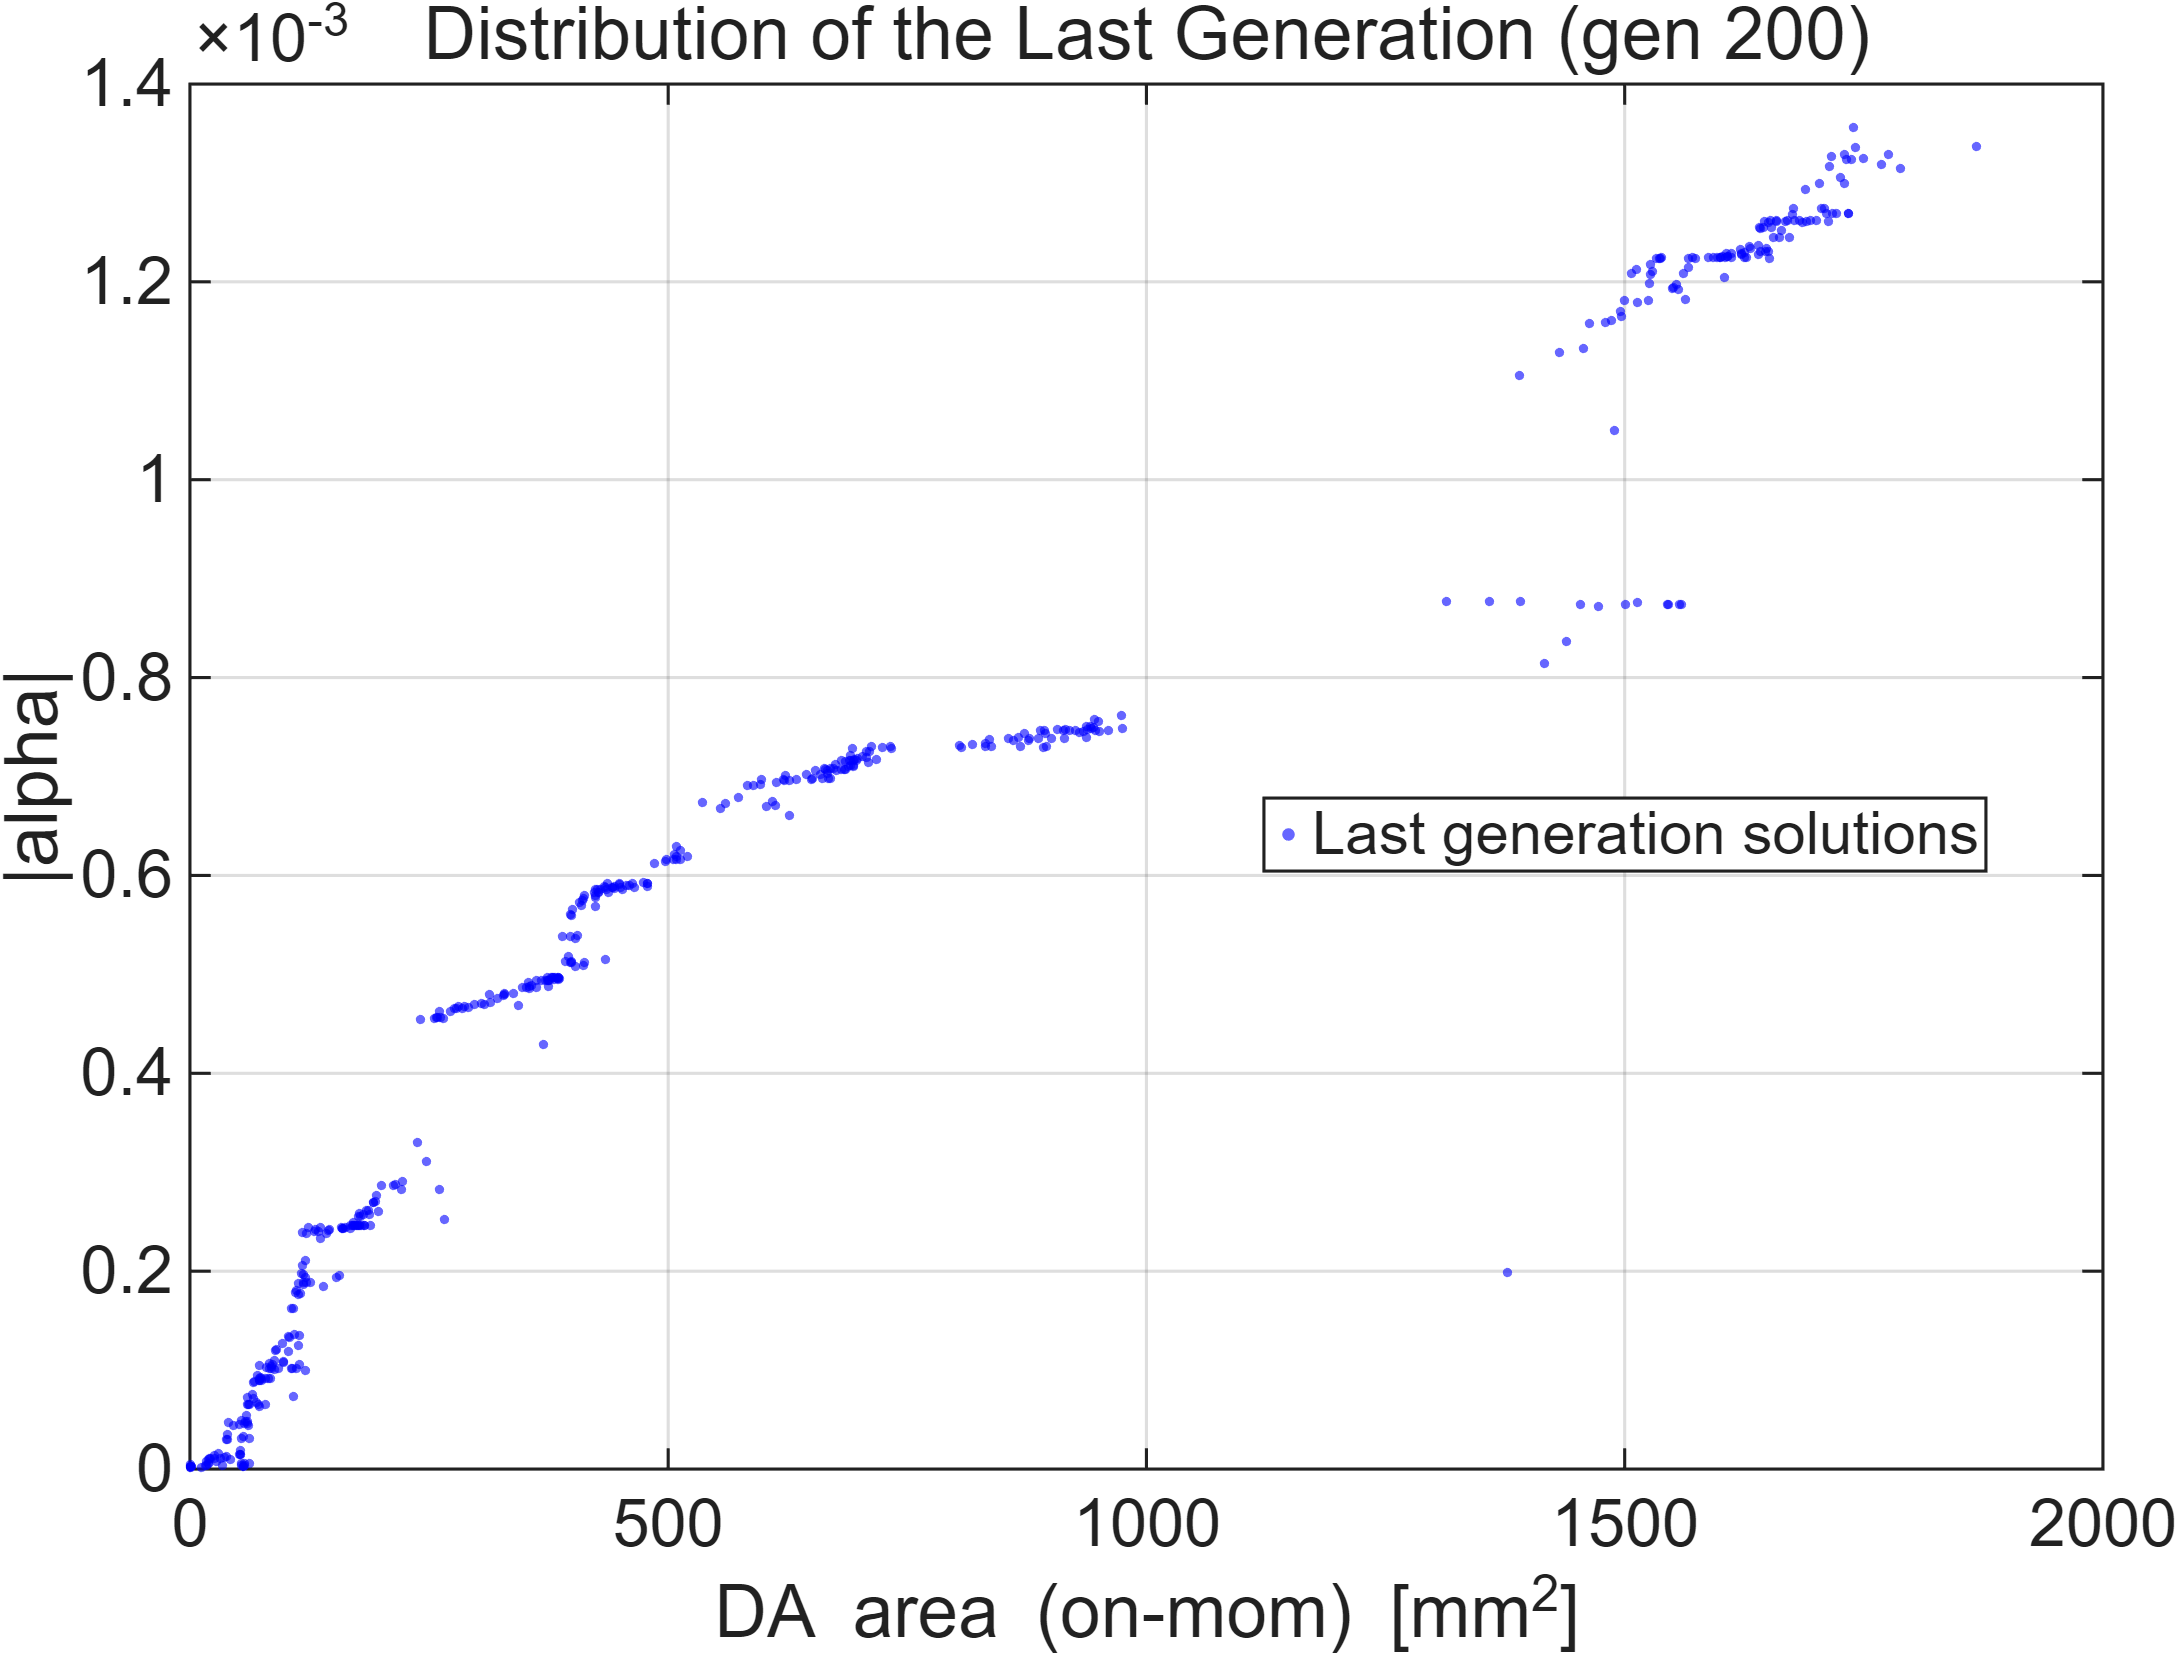 ×10-3
Distribution of the Last Generation (gen 200)
1.4
1.2
1
0.8
0.6
0.4
0.2
0
|alpha|
Last generation solutions
0 500 1000 1500 2000
DA area (on-mom) [mm2]